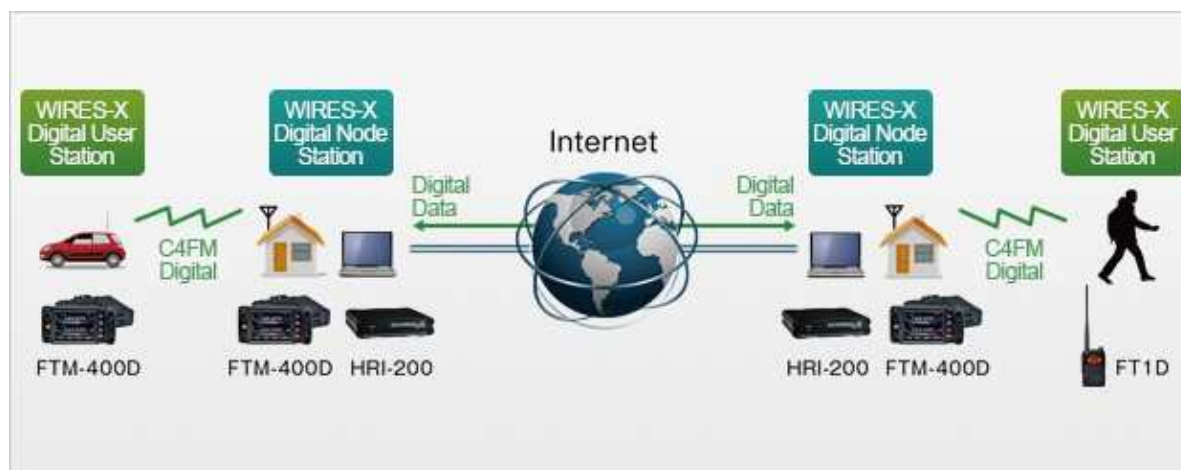 WIRES-X
Digital User
Station
WIRES-X
Digital Node
Station
Internet
WIRES-X
Digital Node
Station
WIRES-X
Digital User
Station
Digital
Data
Digital
Data
C4FM
Digital
C4FM
Digital
FTM-400D
FTM-400D
HRI-200
HRI-200
FTM-400D
FT1D